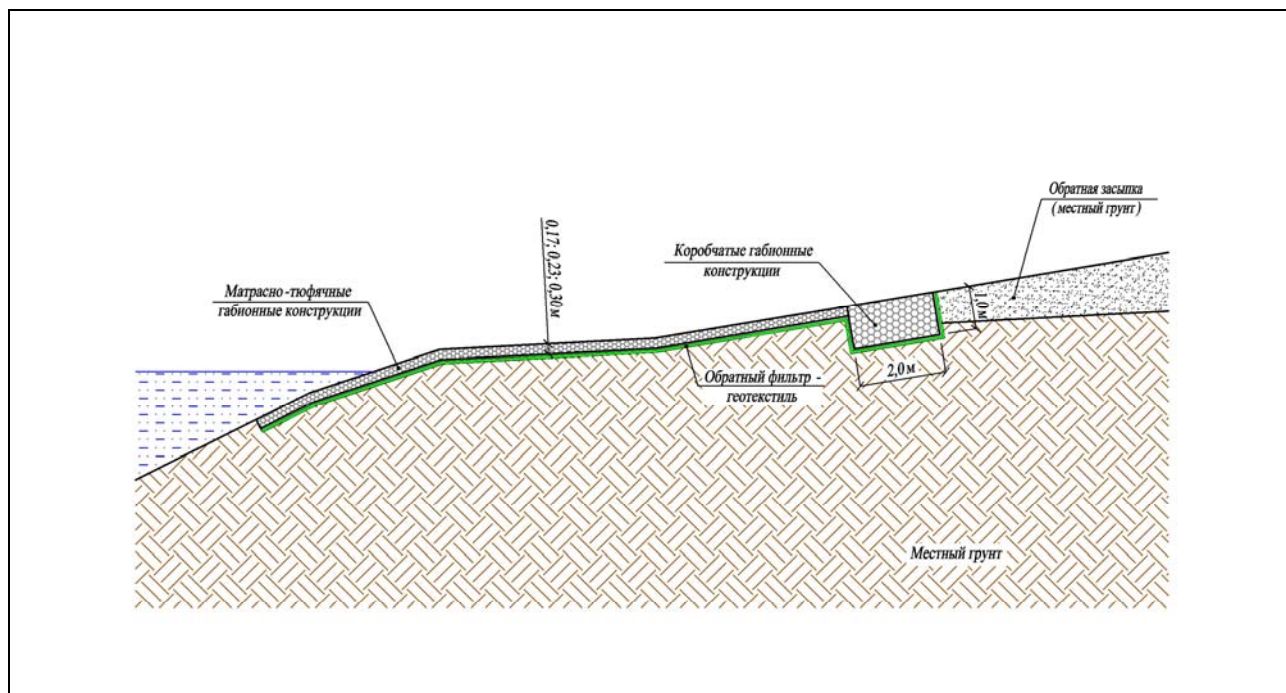 Обратная засыпка
(местный грунт)
0,17; 0,23; 0,30м
Коробчатые габионные
конструкции
Матрасно-тюфячные
габионные конструкции
1,0 м
2,0 м
Обратный фильтр -
геотекстиль
Местный грунт